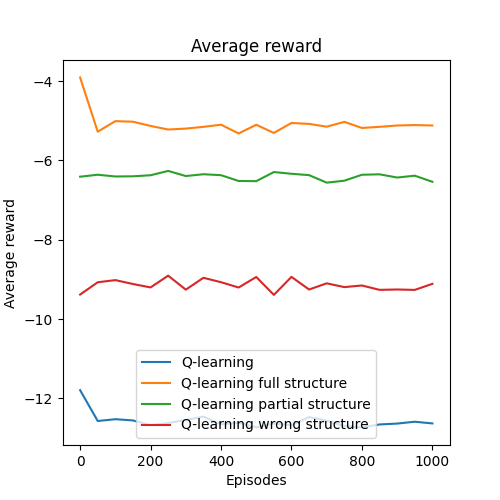 Average reward
−4
−6
−8
−10
−12
Average reward
Q-learning
Q-learning full structure
Q-learning partial structure
Q-learning wrong structure
0 200 400 600 800 1000
Episodes